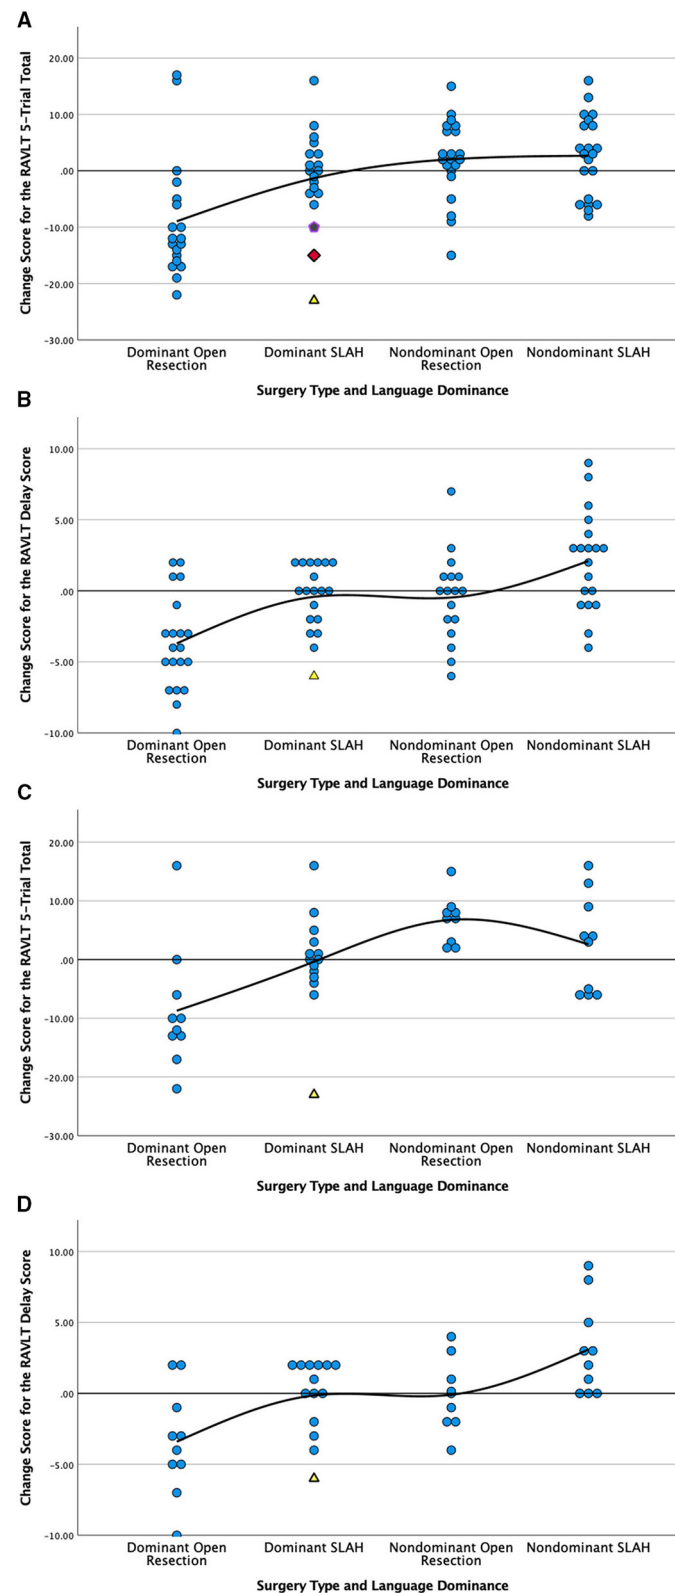 A
Change Score for the RAVLT 5-Trial Total
20.00
10.00
.00
-10.00
-20.00
-30.00
Dominant Open Resection
Dominant SLAH
Nondominant Open Resection
Nondominant SLAH
Surgery Type and Language Dominance
B
Change Score for the RAVLT Delay Score
10.00
5.00
.00
-5.00
-10.00
Dominant Open Resection
Dominant SLAH
Nondominant Open Resection
Nondominant SLAH
Surgery Type and Language Dominance
C
Change Score for the RAVLT 5-Trial Total
20.00
10.00
.00
-10.00
-20.00
-30.00
Dominant Open Resection
Dominant SLAH
Nondominant Open Resection
Nondominant SLAH
Surgery Type and Language Dominance
D
Change Score for the RAVLT Delay Score
10.00
5.00
.00
-5.00
-10.00
Dominant Open Resection
Dominant SLAH
Nondominant Open Resection
Nondominant SLAH
Surgery Type and Language Dominance